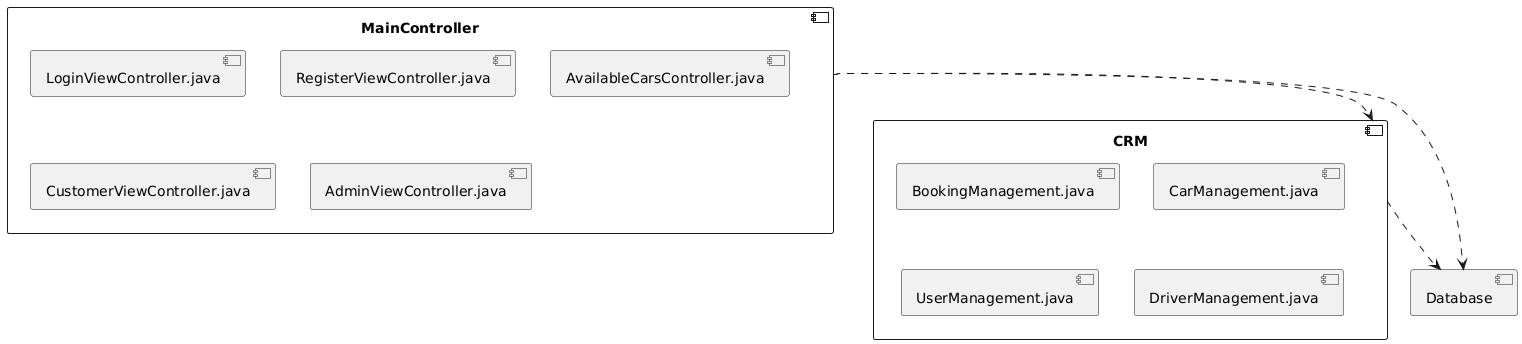 MainController
LoginViewController.java
RegisterViewController.java
AvailableCarsController.java
CustomerViewController.java
AdminViewController.java
CRM
BookingManagement.java
CarManagement.java
UserManagement.java
DriverManagement.java
Database